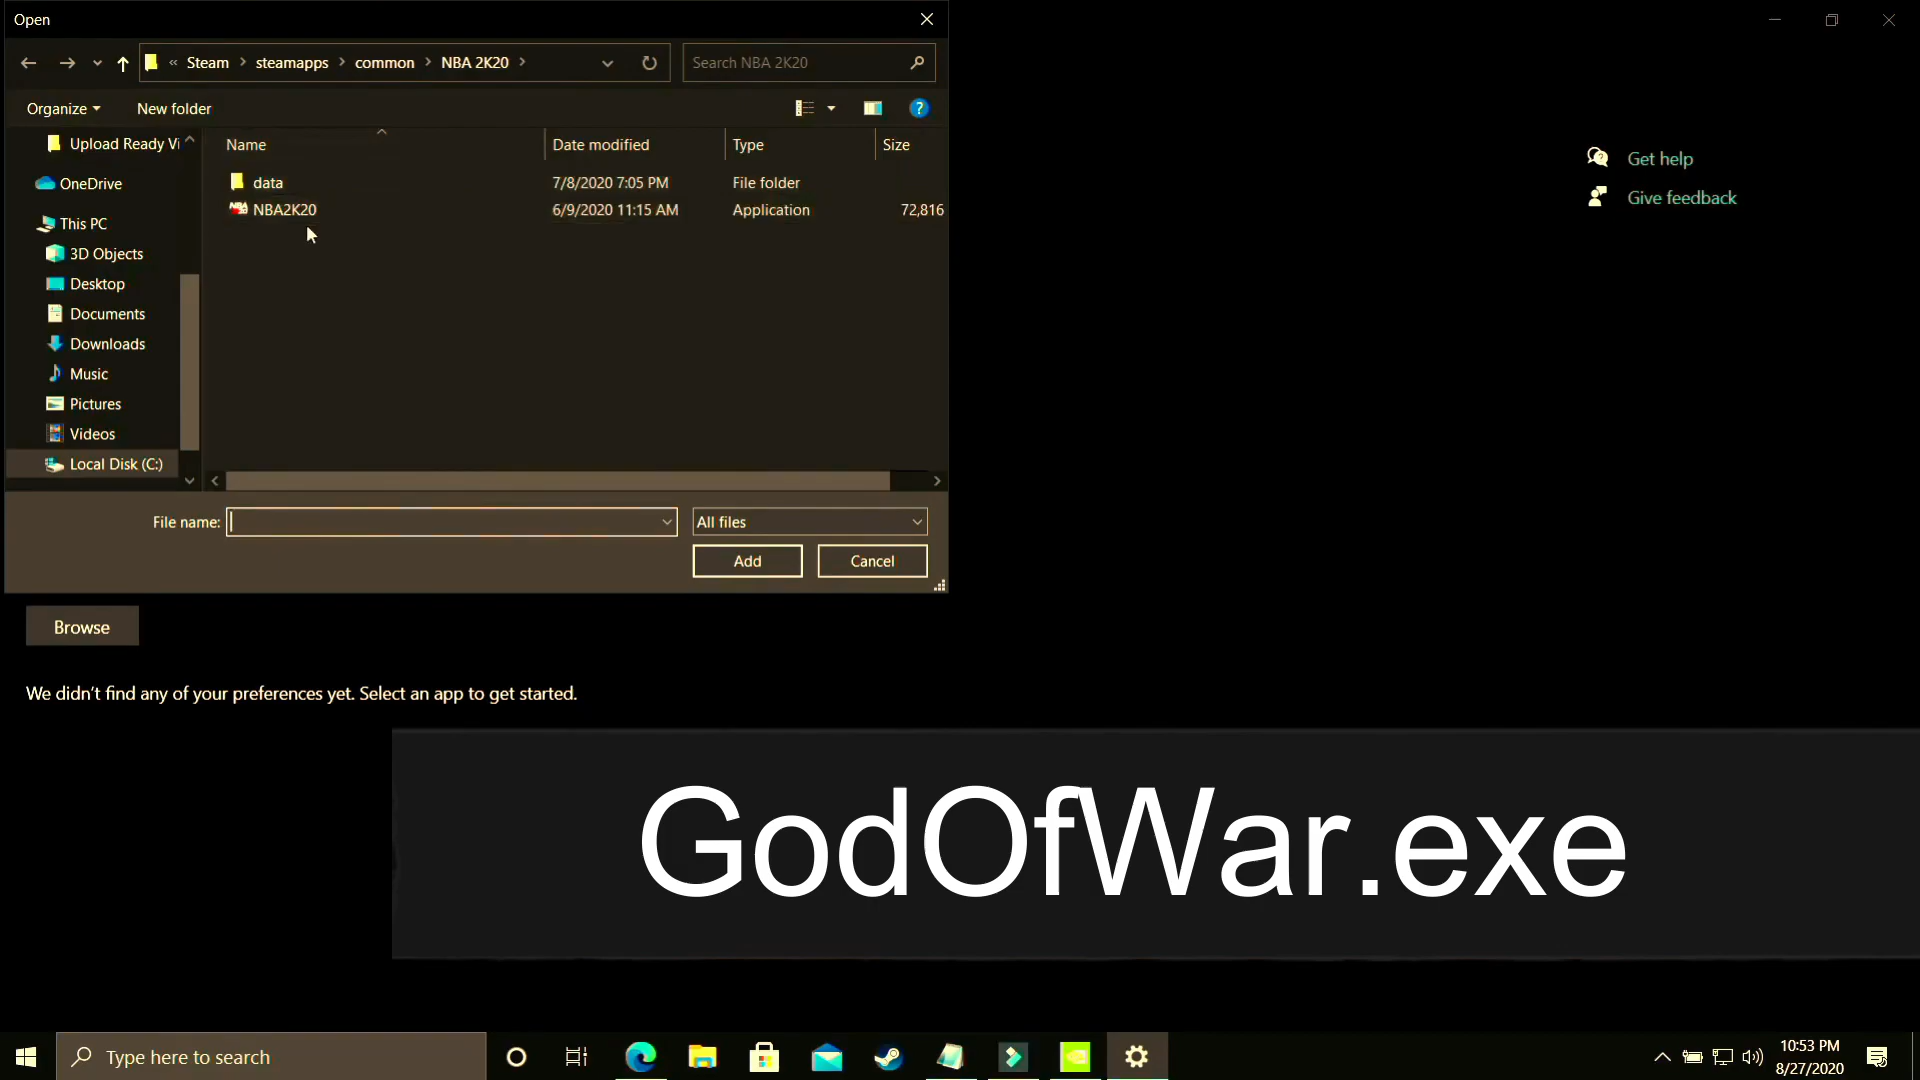 Open
« Steam > steamapps > common > NBA 2K20 >
Search NBA 2K20
Organize
New folder
Name
Date modified
Type
Size
Upload Ready Vi
OneDrive
This PC
3D Objects
Desktop
Documents
Downloads
Music
Pictures
Videos
Local Disk (C:)
data 7/8/2020 7:05 PM File folder
NBA2K20 6/9/2020 11:15 AM Application 72,816
File name:
All files
Add
Cancel
Get help
Give feedback
Browse
We didn't find any of your preferences yet. Select an app to get started.
GodOfWar.exe
Type here to search
10:53 PM
8/27/2020